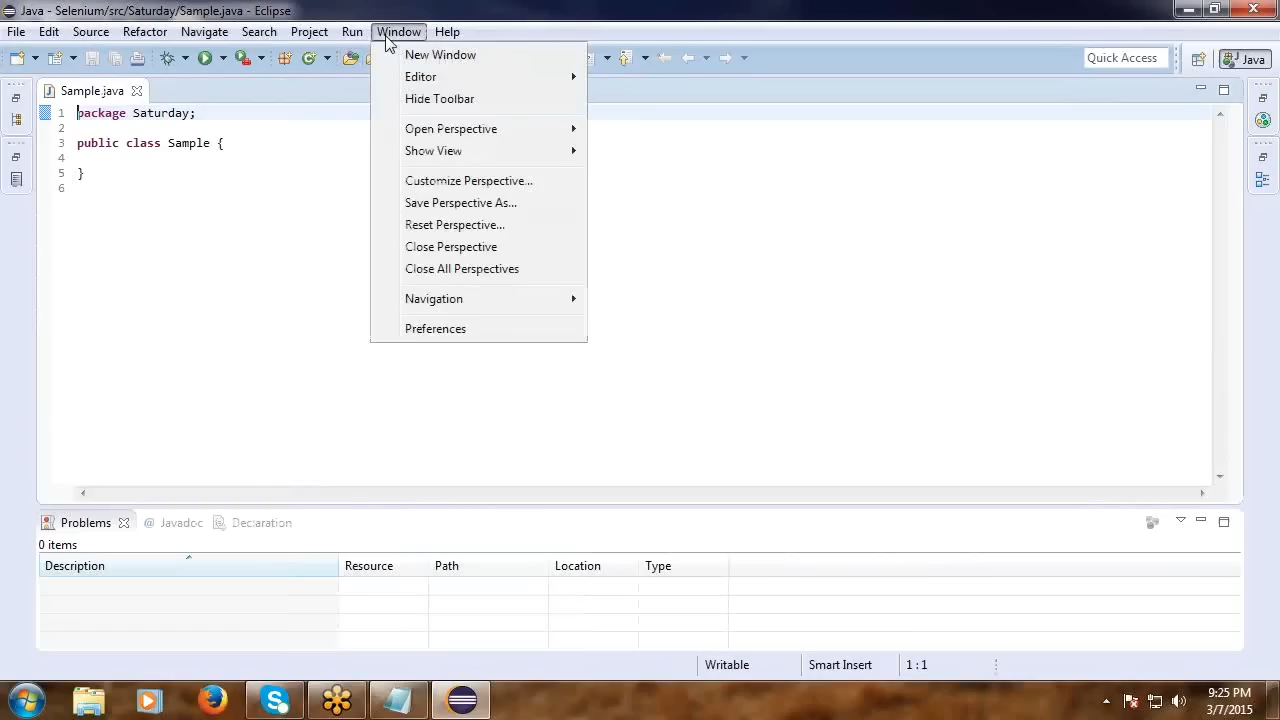 Java - Selenium/src/Saturday/Sample.java - Eclipse
File Edit Source Refactor Navigate Search Project Run Window Help
Quick Access
Java
New Window
Editor
Hide Toolbar
Open Perspective
Show View
Customize Perspective...
Save Perspective As...
Reset Perspective...
Close Perspective
Close All Perspectives
Navigation
Preferences
Sample.java
1 package Saturday;
2
3 public class Sample {
4
5 }
6
Problems @ Javadoc Declaration
0 items
Description Resource Path Location Type
Writable Smart Insert 1 : 1
9:25 PM
3/7/2015